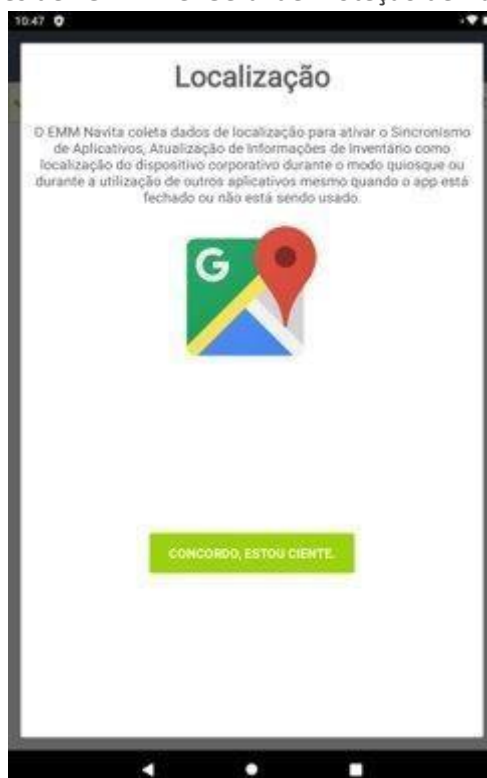 10:47
Localização
O EMM Navita coleta dados de localização para ativar o Sincronismo
de Aplicativos, Atualização de Informações de Inventário como
localização do dispositivo corporativo durante o modo quiosque ou
durante a utilização de outros aplicativos mesmo quando o app está
fechado ou não está sendo usado.
G
CONCORDO, ESTOU CIENTE.